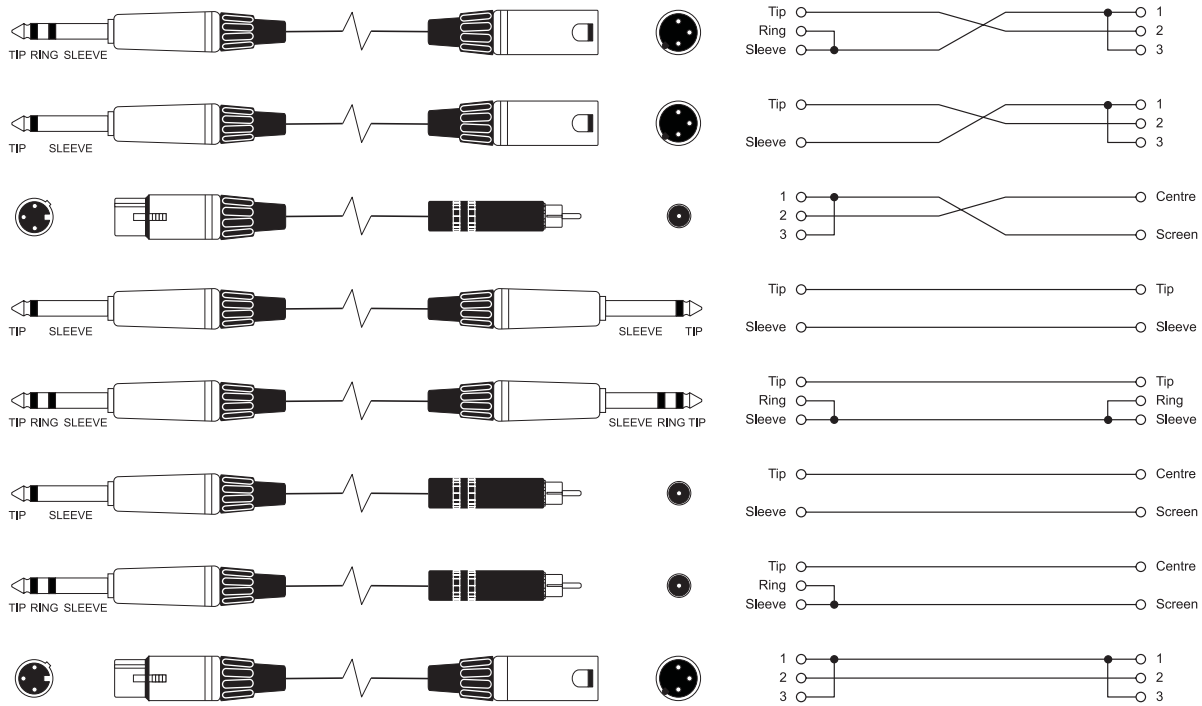 Tip 1
Ring 2
Sleeve 3
TIP RING SLEEVE
Tip 1
2
Sleeve 3
TIP SLEEVE
1 Centre
2
3 Screen
Tip Tip
Sleeve Sleeve
TIP SLEEVE SLEEVE TIP
Tip Tip
Ring Ring
Sleeve Sleeve
TIP RING SLEEVE SLEEVE RING TIP
Tip Centre
Sleeve Screen
TIP SLEEVE
Tip Centre
Ring
Sleeve Screen
TIP RING SLEEVE
1 1
2 2
3 3